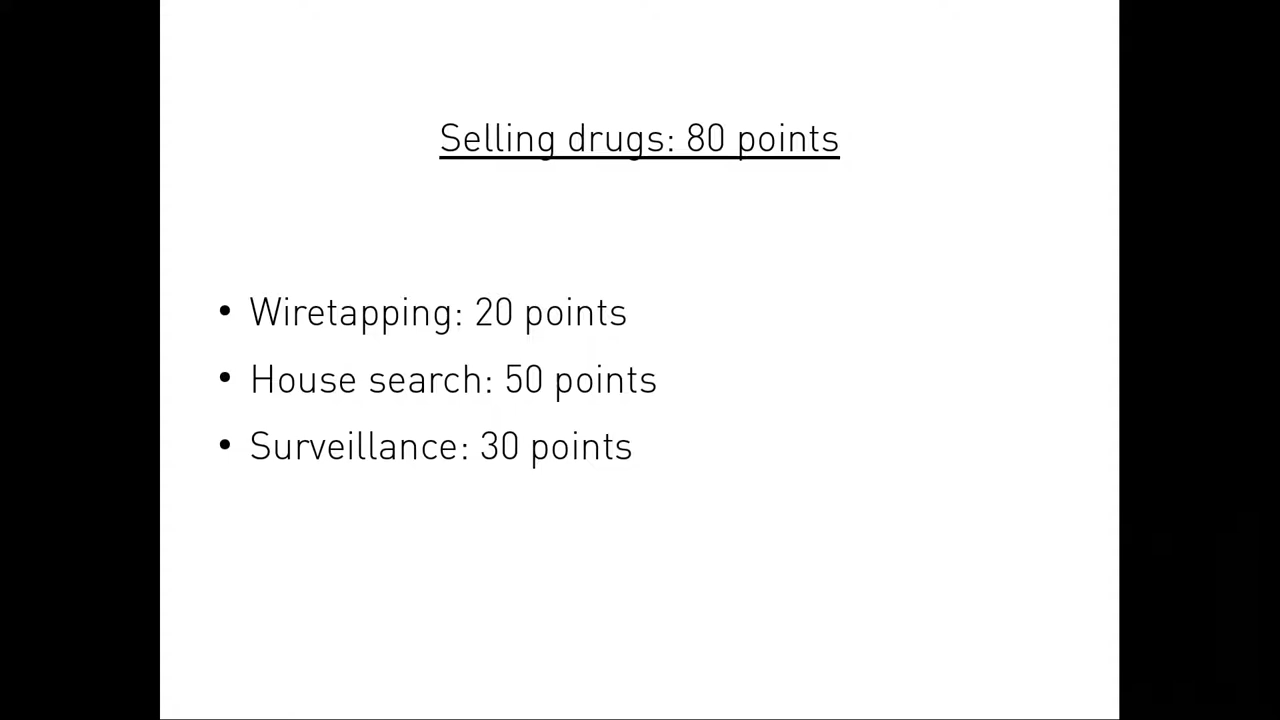 Selling drugs: 80 points
• Wiretapping: 20 points
• House search: 50 points
• Surveillance: 30 points